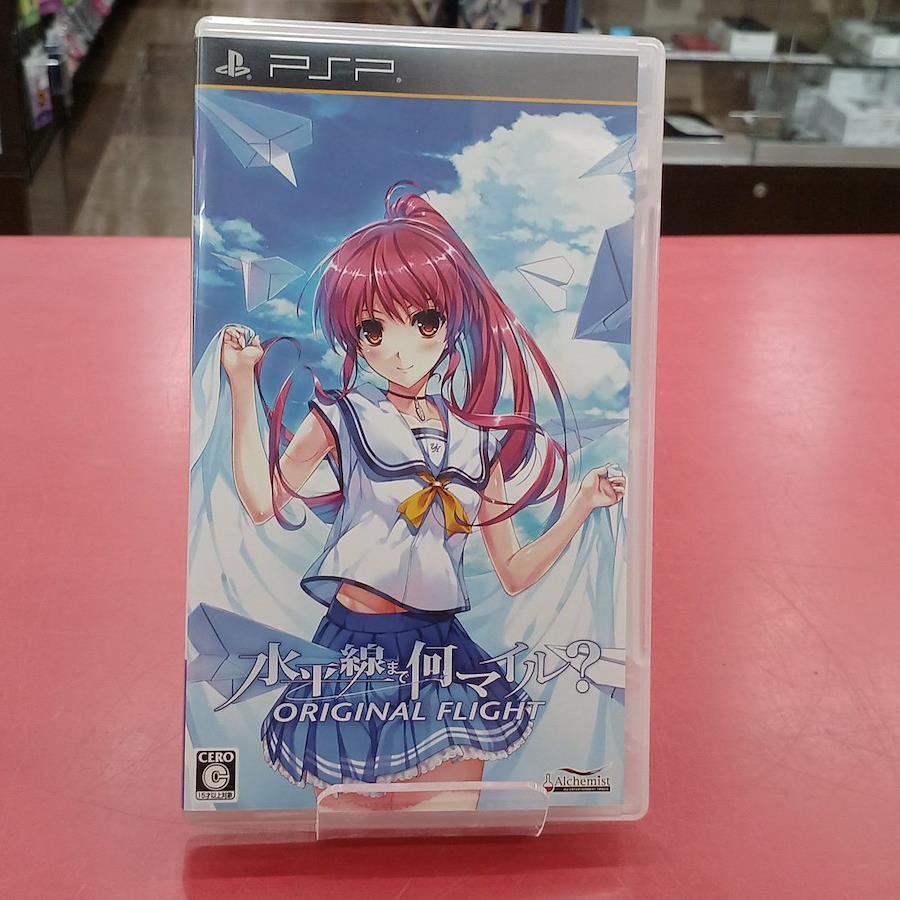 PSP
水平線まで何マイル?
ORIGINAL FLIGHT
CERO
C
15才以上対象
Alchemist